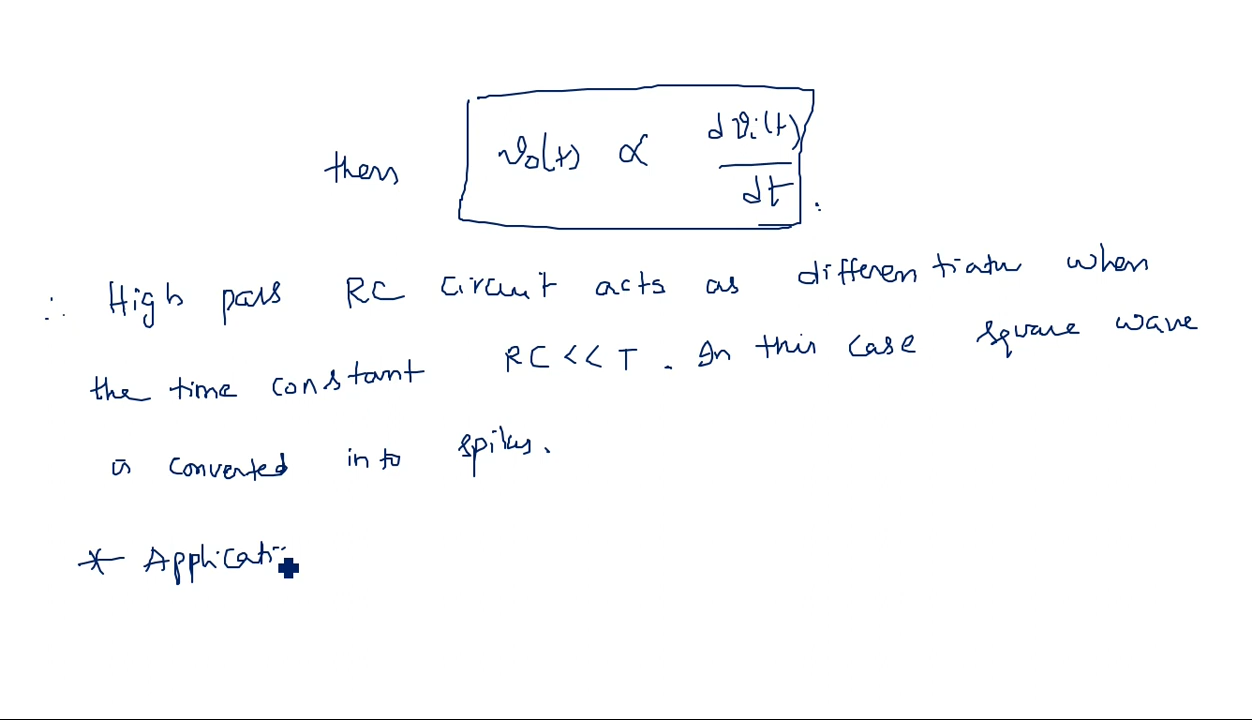 then v₀(t) ∝ dvᵢ(t)/dt .
∴ High pass RC circuit acts as differentiator when
the time constant RC << T . In this case square wave
is converted into spikes.
* Applicati